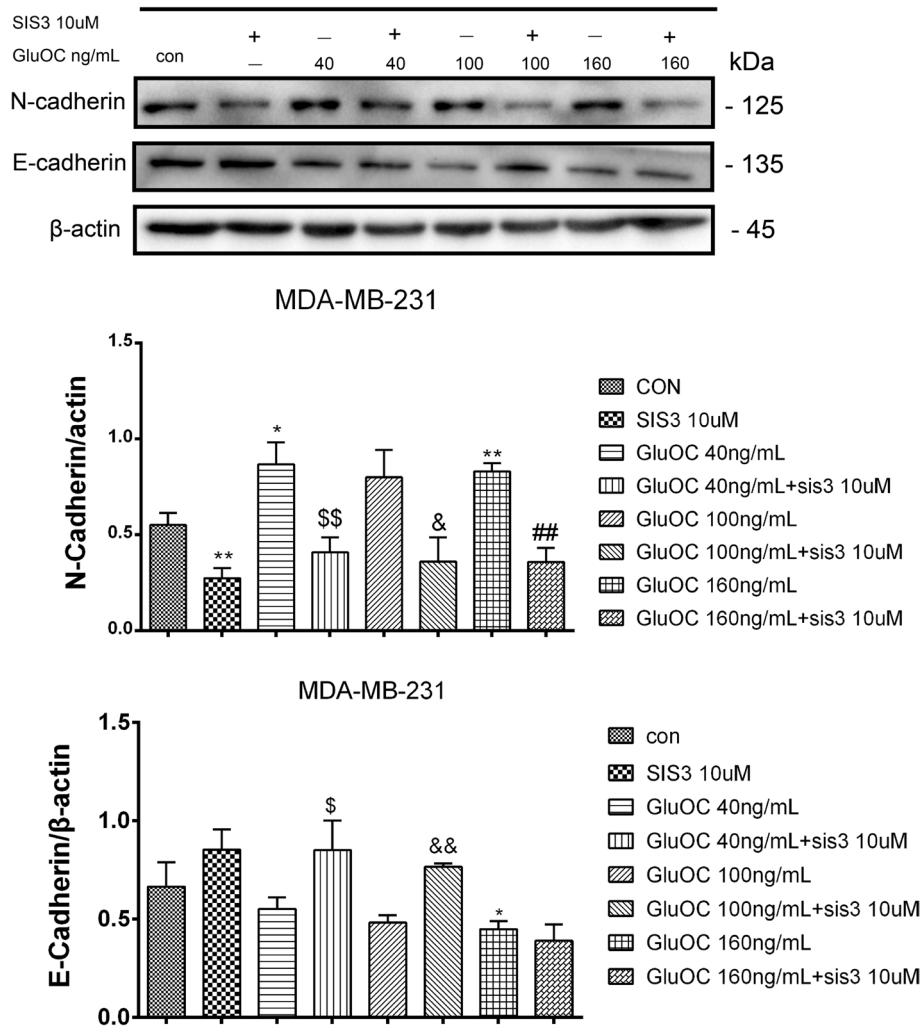 SIS3 10uM + — + — + — +
GluOC ng/mL con — 40 40 100 100 160 160 kDa
N-cadherin - 125
E-cadherin - 135
β-actin - 45
MDA-MB-231
N-Cadherin/actin
1.5
1.0
0.5
0.0
**
*
$$
&
**
##
CON
SIS3 10uM
GluOC 40ng/mL
GluOC 40ng/mL+sis3 10uM
GluOC 100ng/mL
GluOC 100ng/mL+sis3 10uM
GluOC 160ng/mL
GluOC 160ng/mL+sis3 10uM
MDA-MB-231
E-Cadherin/β-actin
1.5
1.0
0.5
0.0
$
&&
*
con
SIS3 10uM
GluOC 40ng/mL
GluOC 40ng/mL+sis3 10uM
GluOC 100ng/mL
GluOC 100ng/mL+sis3 10uM
GluOC 160ng/mL
GluOC 160ng/mL+sis3 10uM